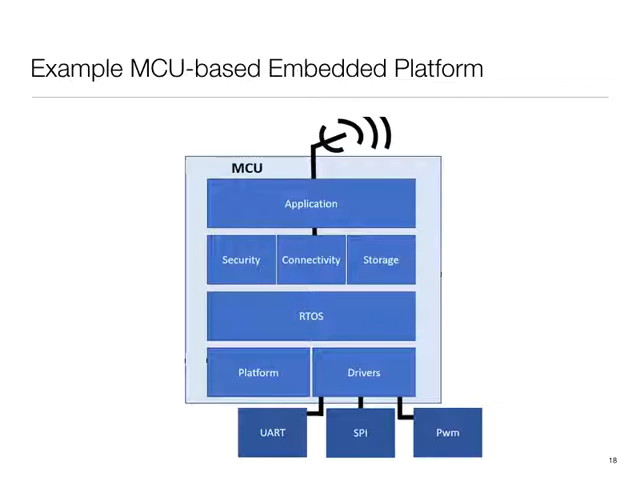 Example MCU-based Embedded Platform
MCU
Application
Security Connectivity Storage
RTOS
Platform Drivers
UART SPI Pwm
18